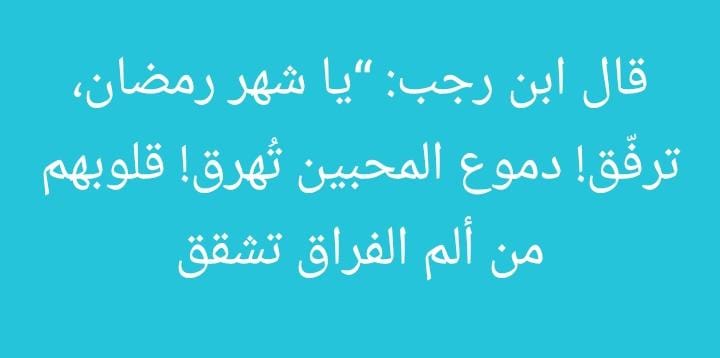 قال ابن رجب: “يا شهر رمضان،
ترفّق! دموع المحبين تُهرق! قلوبهم
من ألم الفراق تشقق